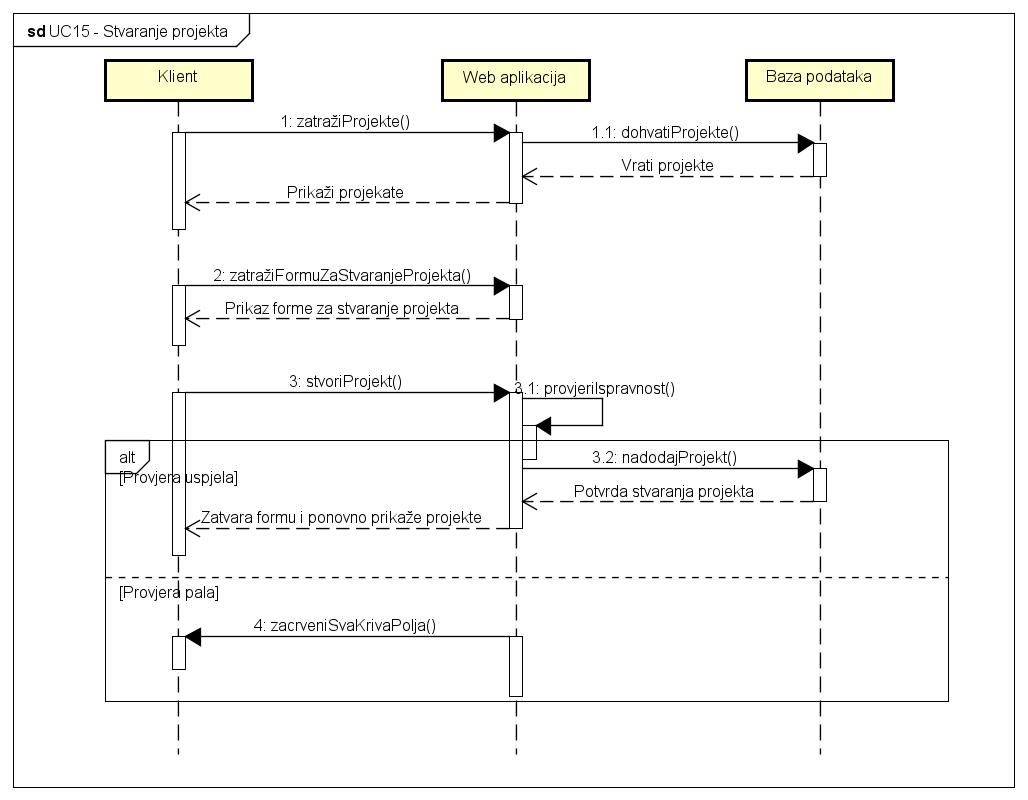 sd UC15 - Stvaranje projekta
Klient
Web aplikacija
Baza podataka
1: zatražiProjekte()
1.1: dohvatiProjekte()
Vrati projekte
Prikaži projekate
2: zatražiFormuZaStvaranjeProjekta()
Prikaz forme za stvaranje projekta
3: stvoriProjekt()
3.1: provjeriIspravnost()
alt
3.2: nadodajProjekt()
[Provjera uspjela]
Potvrda stvaranja projekta
Zatvara formu i ponovno prikaže projekte
[Provjera pala]
4: zacrveniSvaKrivaPolja()